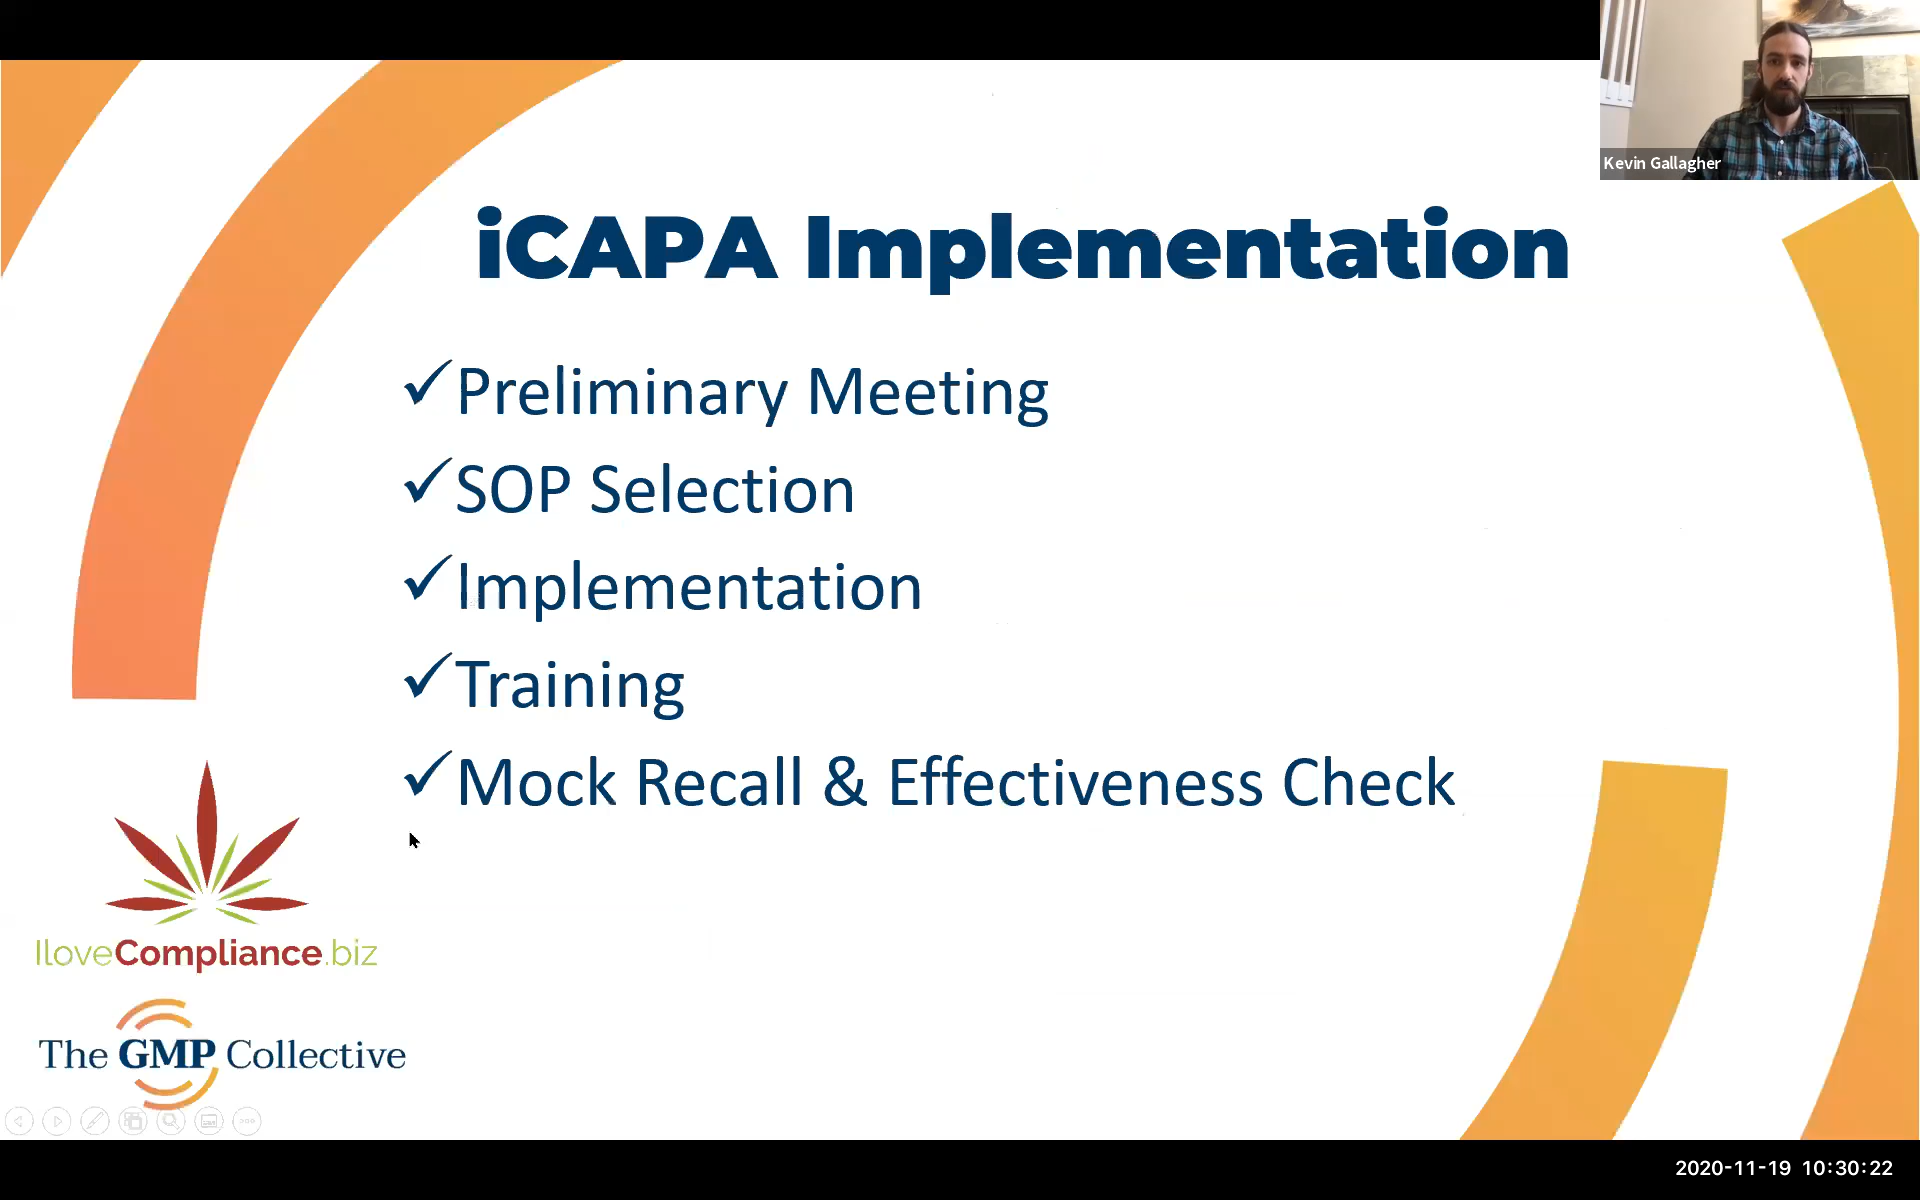 Kevin Gallagher
iCAPA Implementation
✓Preliminary Meeting
✓SOP Selection
✓Implementation
✓Training
✓Mock Recall & Effectiveness Check
IloveCompliance.biz
The GMP Collective
2020-11-19 10:30:22